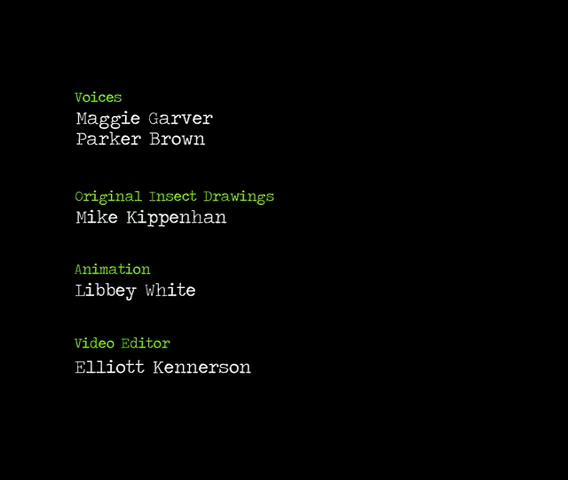 Voices
Maggie Garver
Parker Brown
Original Insect Drawings
Mike Kippenhan
Animation
Libbey White
Video Editor
Elliott Kennerson